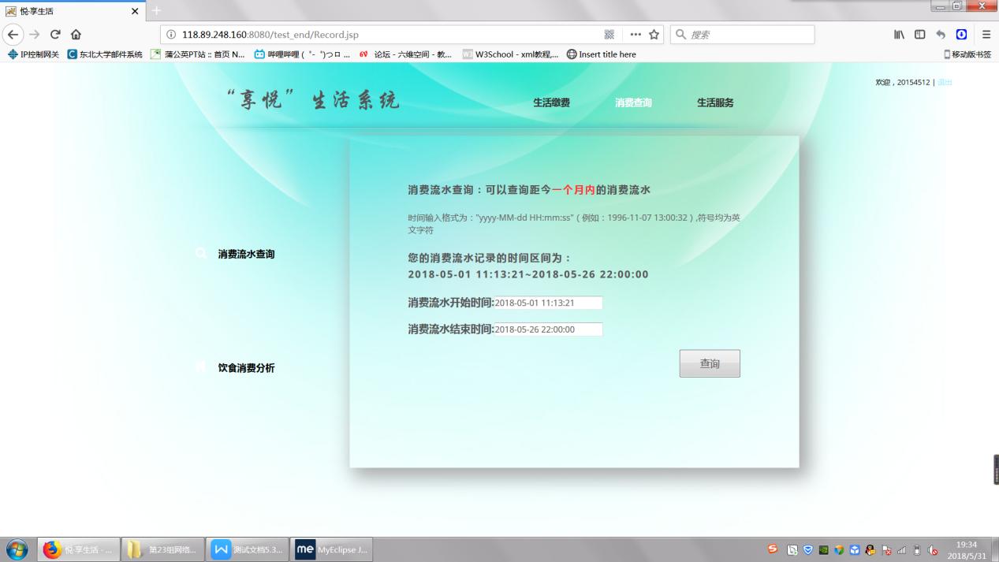 悦·享生活
118.89.248.160:8080/test_end/Record.jsp
搜索
IP控制网关 东北大学邮件系统 蒲公英PT站 :: 首页 N... 哔哩哔哩 ( ゜- ゜)つロ ... 论坛 - 六维空间 - 教... W3School - xml教程,... Insert title here 移动版书签
欢迎，20154512 | 退出
“享悦”生活系统
生活缴费 消费查询 生活服务
消费流水查询：可以查询距今一个月内的消费流水
时间输入格式为："yyyy-MM-dd HH:mm:ss"（例如：1996-11-07 13:00:32）,符号均为英
文字符
消费流水查询
您的消费流水记录的时间区间为：
2018-05-01 11:13:21~2018-05-26 22:00:00
消费流水开始时间:2018-05-01 11:13:21
消费流水结束时间:2018-05-26 22:00:00
查询
饮食消费分析
悦·享生活 - ... 第23组网络... 测试文档5.3... MyEclipse J...
19:34
2018/5/31